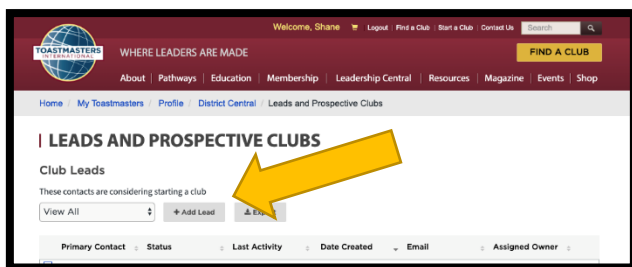 Welcome, Shane Logout | Find a Club | Start a Club | Contact Us Search
TOASTMASTERS
INTERNATIONAL
WHERE LEADERS ARE MADE
FIND A CLUB
About | Pathways | Education | Membership | Leadership Central | Resources | Magazine | Events | Shop
Home / My Toastmasters / Profile / District Central / Leads and Prospective Clubs
LEADS AND PROSPECTIVE CLUBS
Club Leads
These contacts are considering starting a club
View All + Add Lead
Primary Contact Status Last Activity Date Created Email Assigned Owner